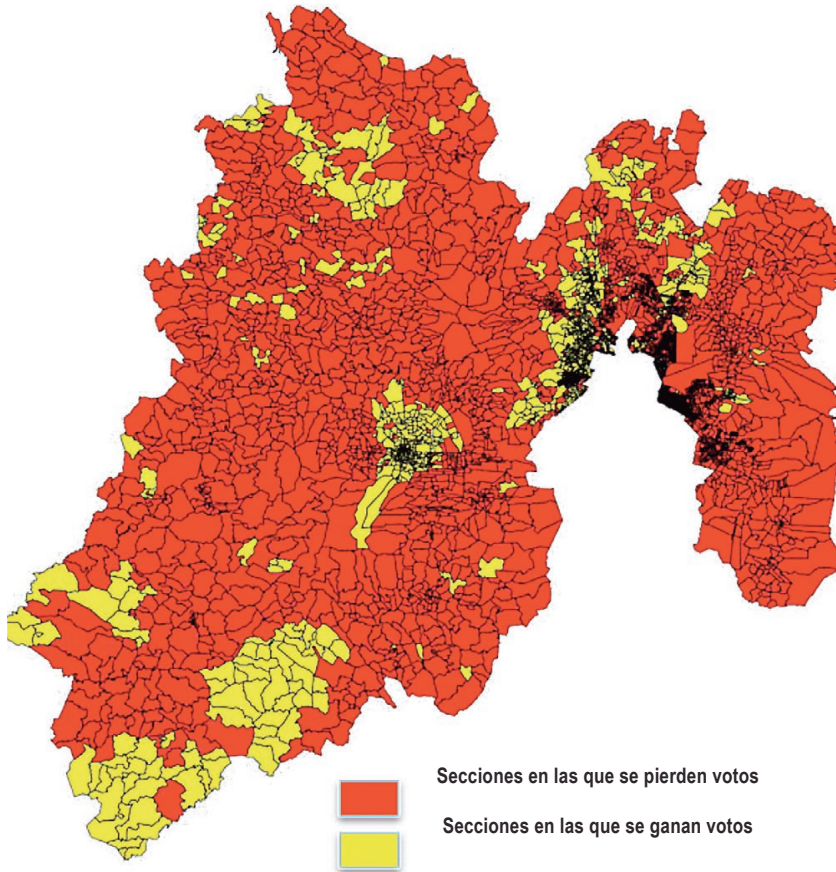 Secciones en las que se pierden votos
Secciones en las que se ganan votos